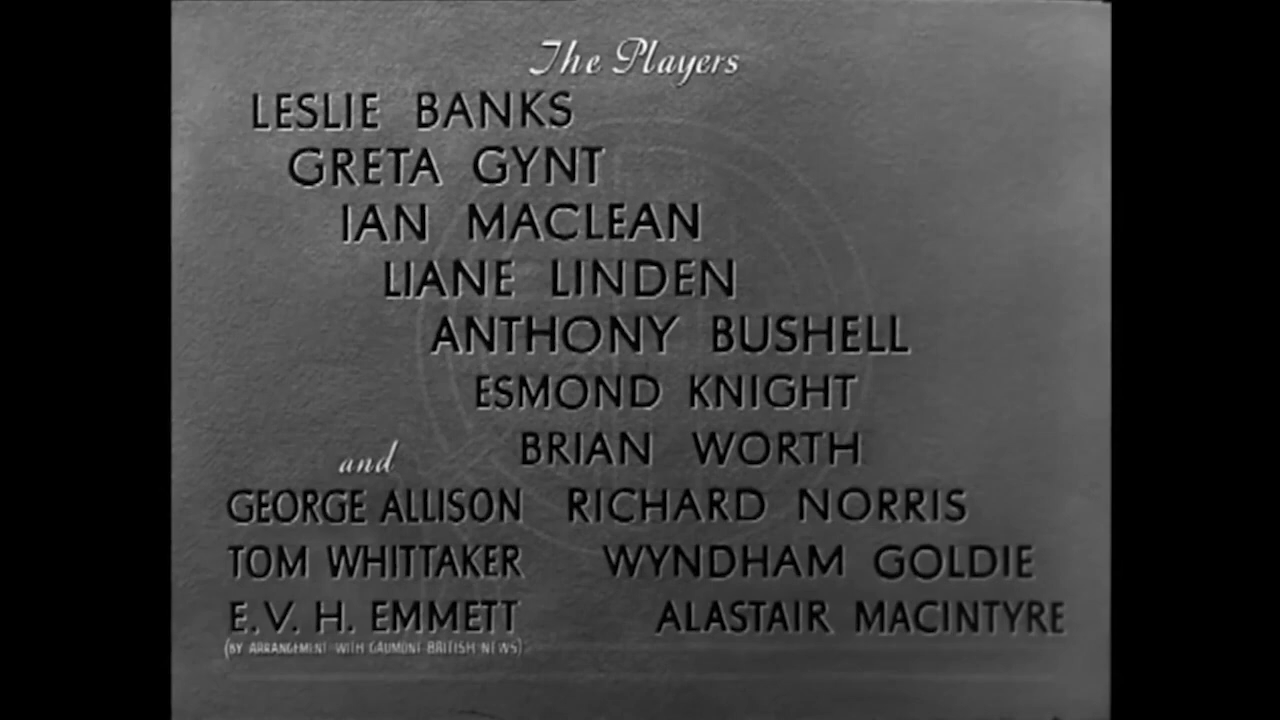 The Players
LESLIE BANKS
GRETA GYNT
IAN MACLEAN
LIANE LINDEN
ANTHONY BUSHELL
ESMOND KNIGHT
BRIAN WORTH
and
GEORGE ALLISON RICHARD NORRIS
TOM WHITTAKER WYNDHAM GOLDIE
E.V.H. EMMETT ALASTAIR MACINTYRE
(BY ARRANGEMENT WITH GAUMONT BRITISH NEWS)